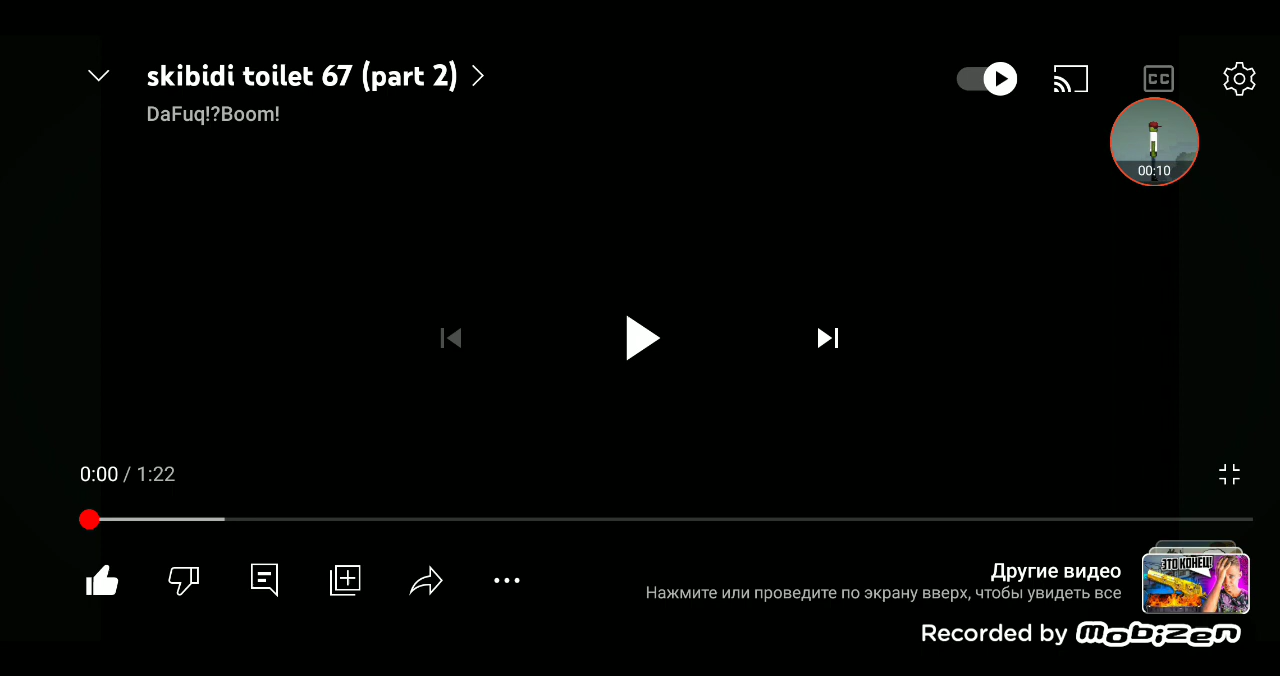 skibidi toilet 67 (part 2)
DaFuq!?Boom!
CC
00:10
0:00 / 1:22
Другие видео
Нажмите или проведите по экрану вверх, чтобы увидеть все
ЭТО КОНЕЦ!
Recorded by mobizen